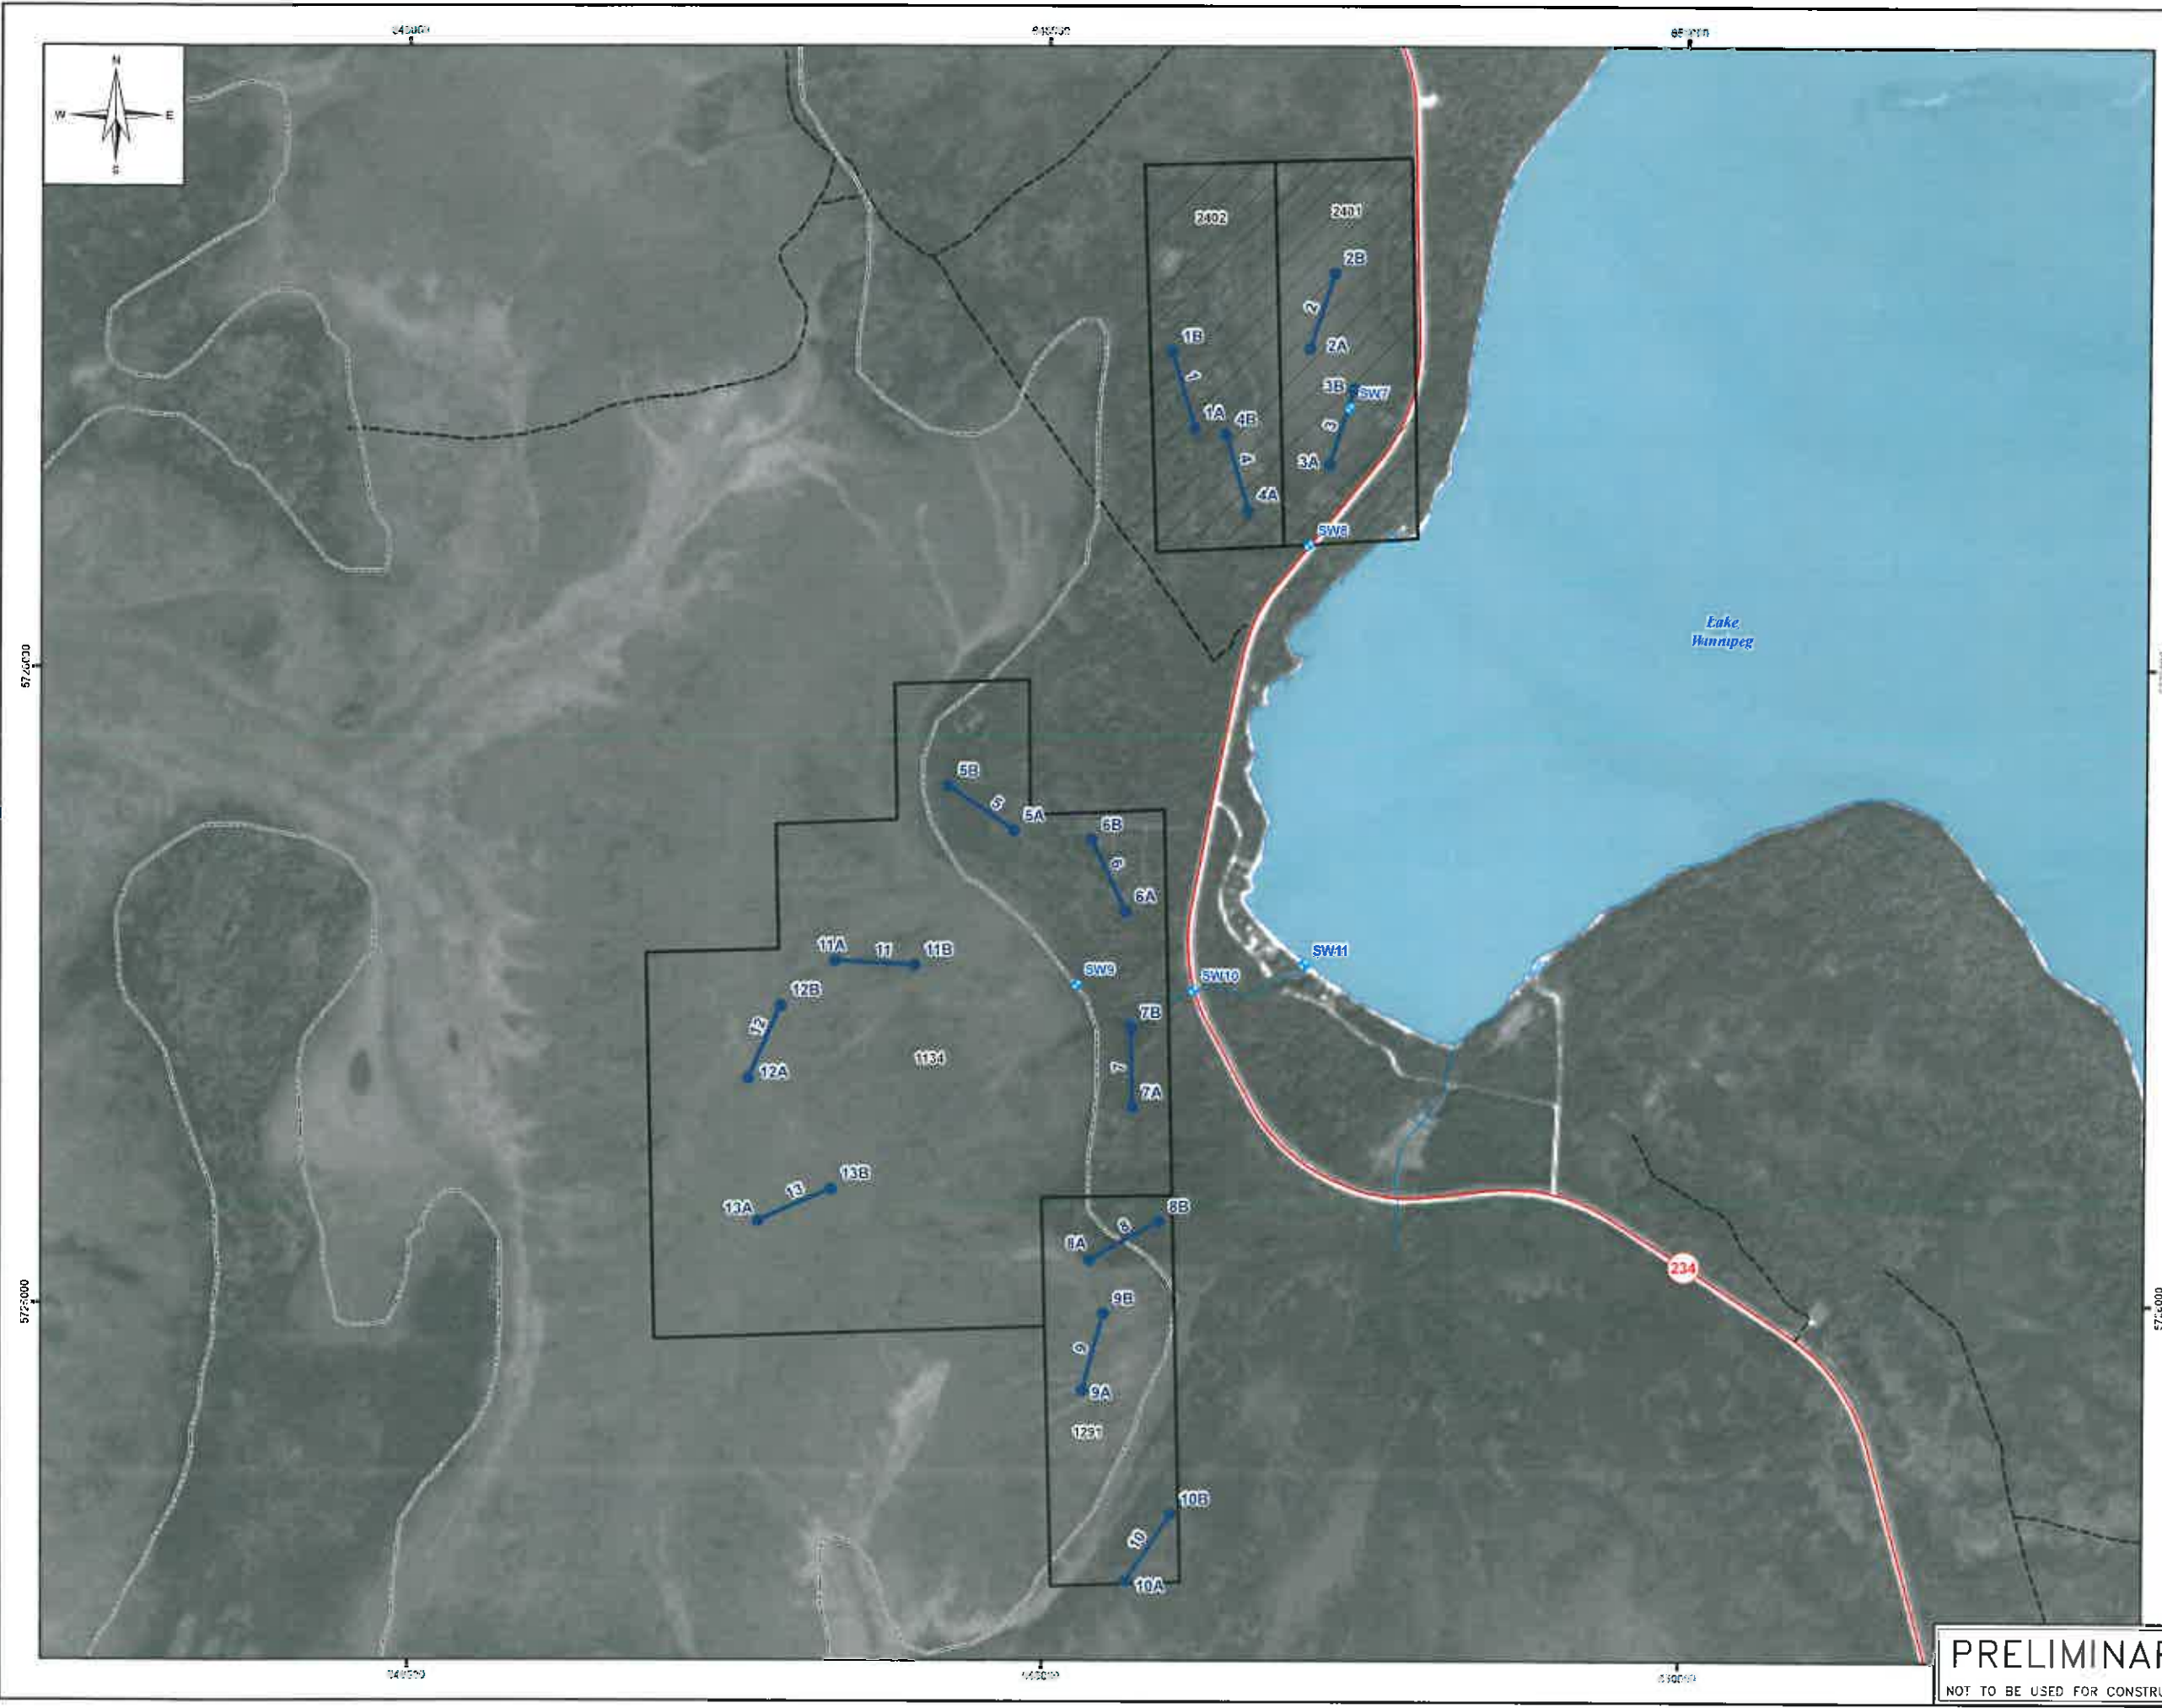 N
W E
S
2402
2401
2B
2
2A
1B
1
3B
SW7
1A
4B
3
3A
4
4A
SW8
Lake
Winnipeg
5B
5
5A
6B
6
6A
11A
11
11B
SW9
SW10
SW11
12B
12
12A
7B
7
7A
1134
13B
13
13A
8B
8
8A
234
9B
9
9A
1291
10B
10
10A
PRELIMINAR
NOT TO BE USED FOR CONSTRU